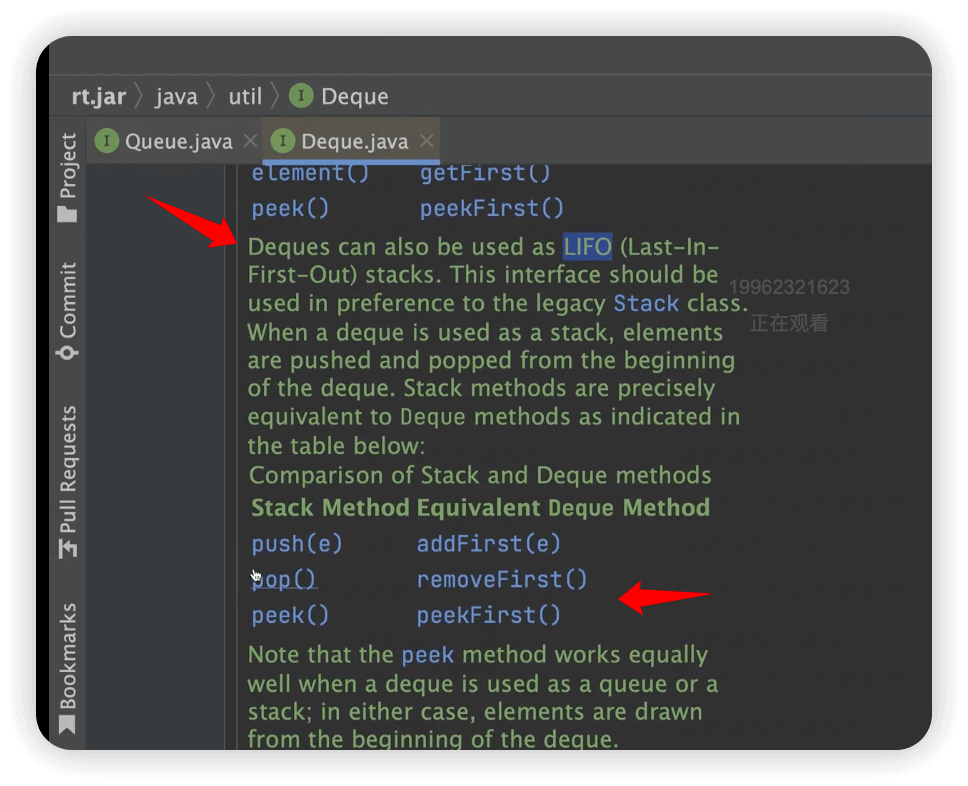 rt.jar java util I Deque
I Queue.java I Deque.java
Project
Commit
Pull Requests
Bookmarks
element() getFirst()
peek() peekFirst()
Deques can also be used as LIFO (Last-In-
First-Out) stacks. This interface should be
used in preference to the legacy Stack class.
When a deque is used as a stack, elements
are pushed and popped from the beginning
of the deque. Stack methods are precisely
equivalent to Deque methods as indicated in
the table below:
Comparison of Stack and Deque methods
Stack Method Equivalent Deque Method
push(e) addFirst(e)
pop() removeFirst()
peek() peekFirst()
Note that the peek method works equally
well when a deque is used as a queue or a
stack; in either case, elements are drawn
from the beginning of the deque.
19962321623
正在观看